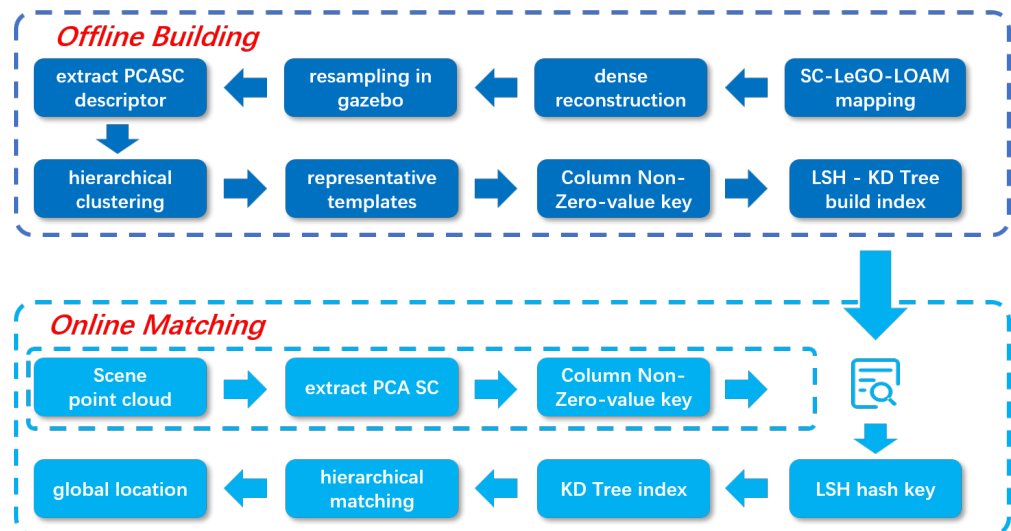 Offline Building
extract PCASC
descriptor
resampling in
gazebo
dense
reconstruction
SC-LeGO-LOAM
mapping
hierarchical
clustering
representative
templates
Column Non-
Zero-value key
LSH - KD Tree
build index
Online Matching
Scene
point cloud
extract PCA SC
Column Non-
Zero-value key
global location
hierarchical
matching
KD Tree index
LSH hash key